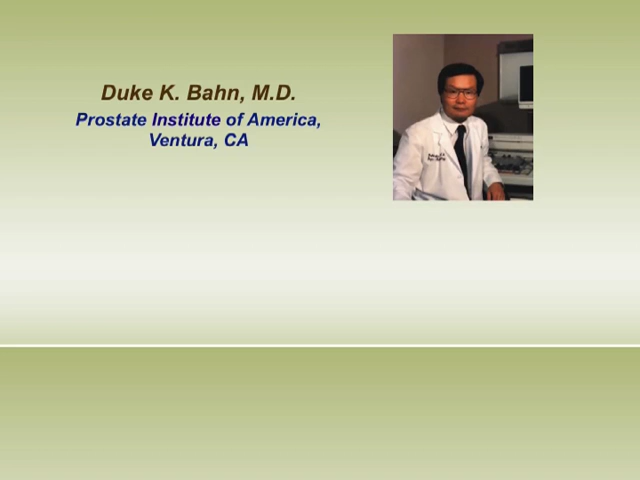 Duke K. Bahn, M.D.
Prostate Institute of America,
Ventura, CA